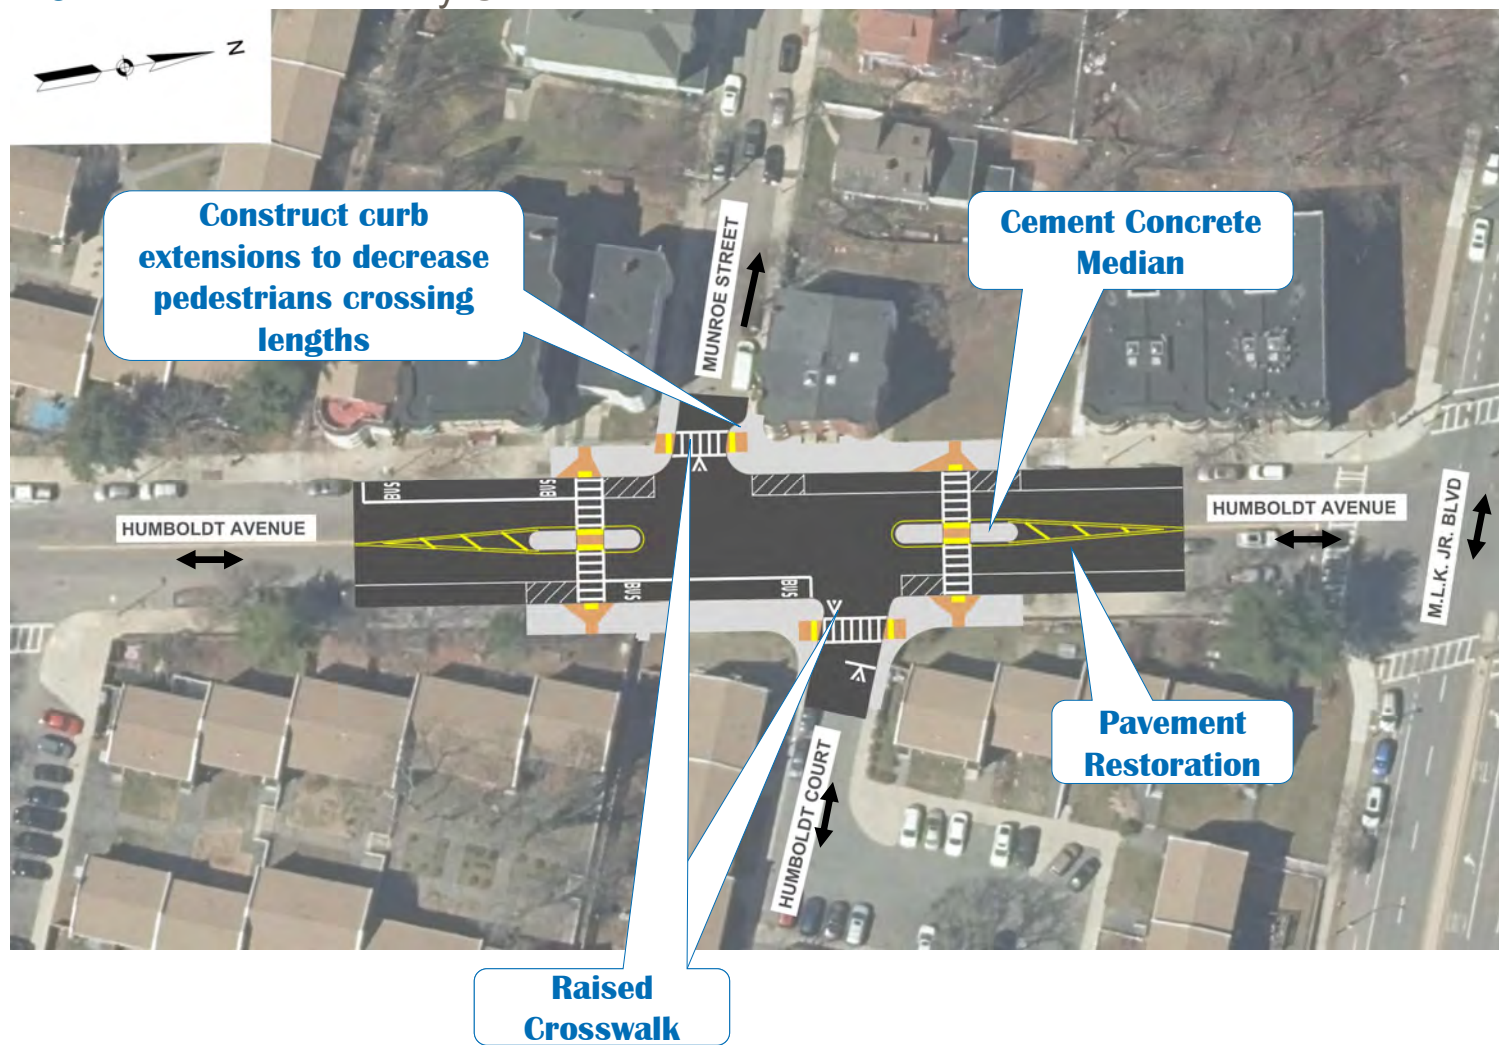 N
Construct curb
extensions to decrease
pedestrians crossing
lengths
MUNROE STREET
Cement Concrete
Median
BUS
BUS
HUMBOLDT AVENUE
HUMBOLDT AVENUE
M.L.K. JR. BLVD
BUS
BUS
Pavement
Restoration
HUMBOLDT COURT
Raised
Crosswalk